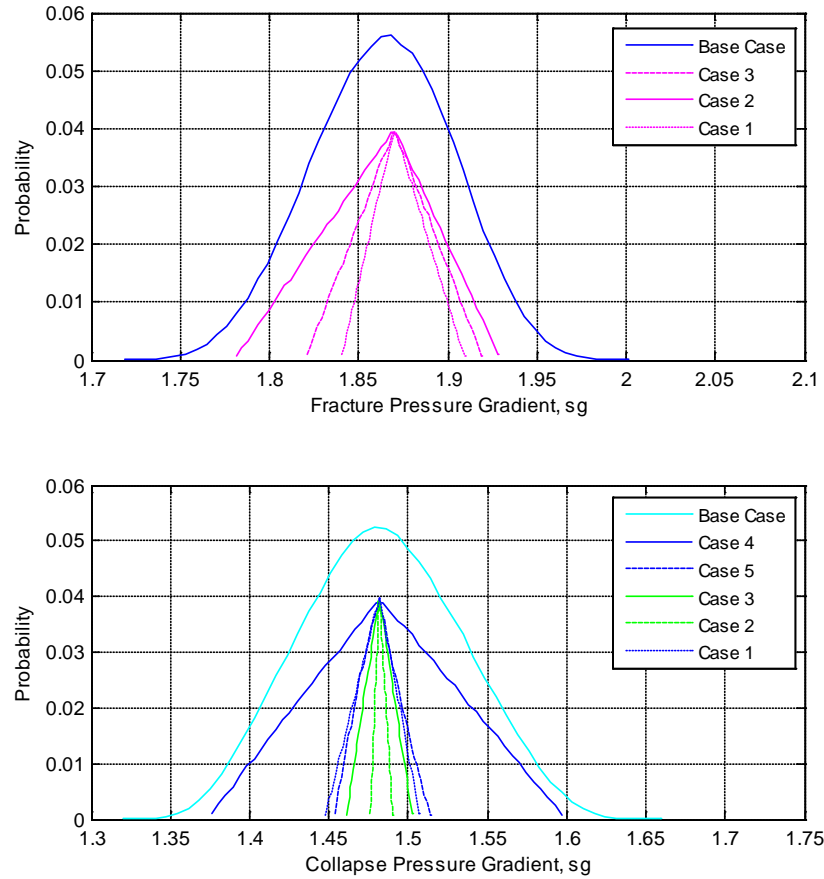 0.06
0.05
0.04
0.03
0.02
0.01
0
Probability
Base Case
Case 3
Case 2
Case 1
1.7 1.75 1.8 1.85 1.9 1.95 2 2.05 2.1
Fracture Pressure Gradient, sg
0.06
0.05
0.04
0.03
0.02
0.01
0
Probability
Base Case
Case 4
Case 5
Case 3
Case 2
Case 1
1.3 1.35 1.4 1.45 1.5 1.55 1.6 1.65 1.7 1.75
Collapse Pressure Gradient, sg